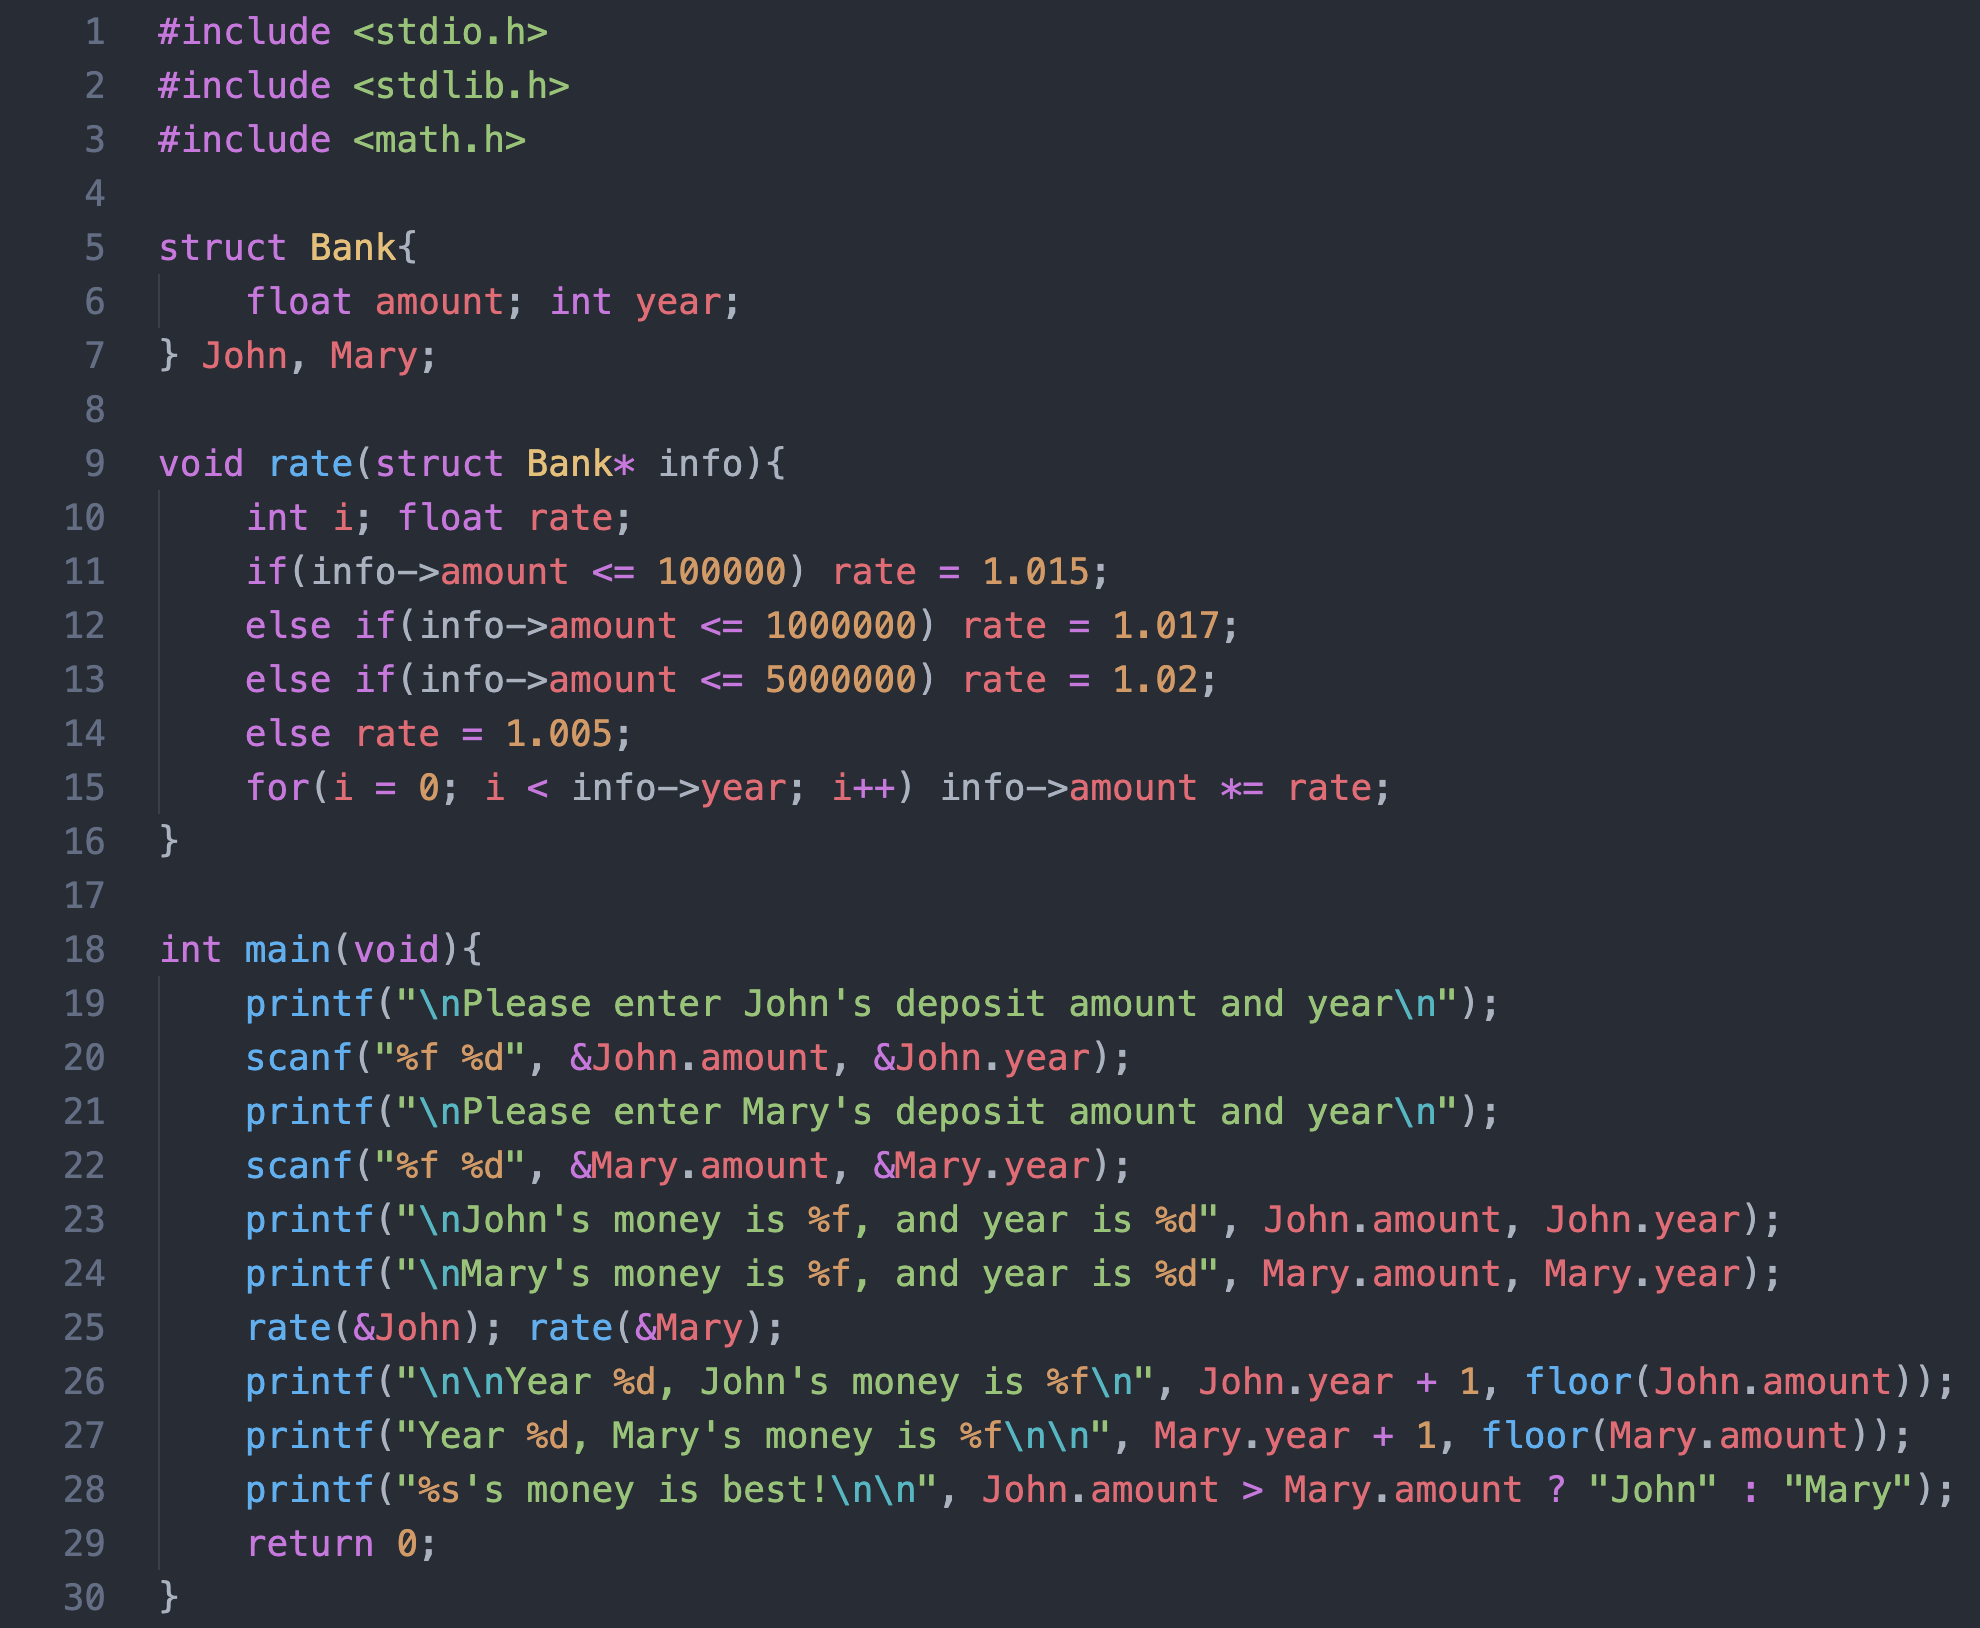 1 #include <stdio.h>
2 #include <stdlib.h>
3 #include <math.h>
4
5 struct Bank{
6     float amount; int year;
7 } John, Mary;
8
9 void rate(struct Bank* info){
10     int i; float rate;
11     if(info->amount <= 100000) rate = 1.015;
12     else if(info->amount <= 1000000) rate = 1.017;
13     else if(info->amount <= 5000000) rate = 1.02;
14     else rate = 1.005;
15     for(i = 0; i < info->year; i++) info->amount *= rate;
16 }
17
18 int main(void){
19     printf("\nPlease enter John's deposit amount and year\n");
20     scanf("%f %d", &John.amount, &John.year);
21     printf("\nPlease enter Mary's deposit amount and year\n");
22     scanf("%f %d", &Mary.amount, &Mary.year);
23     printf("\nJohn's money is %f, and year is %d", John.amount, John.year);
24     printf("\nMary's money is %f, and year is %d", Mary.amount, Mary.year);
25     rate(&John); rate(&Mary);
26     printf("\n\nYear %d, John's money is %f\n", John.year + 1, floor(John.amount));
27     printf("Year %d, Mary's money is %f\n\n", Mary.year + 1, floor(Mary.amount));
28     printf("%s's money is best!\n\n", John.amount > Mary.amount ? "John" : "Mary");
29     return 0;
30 }